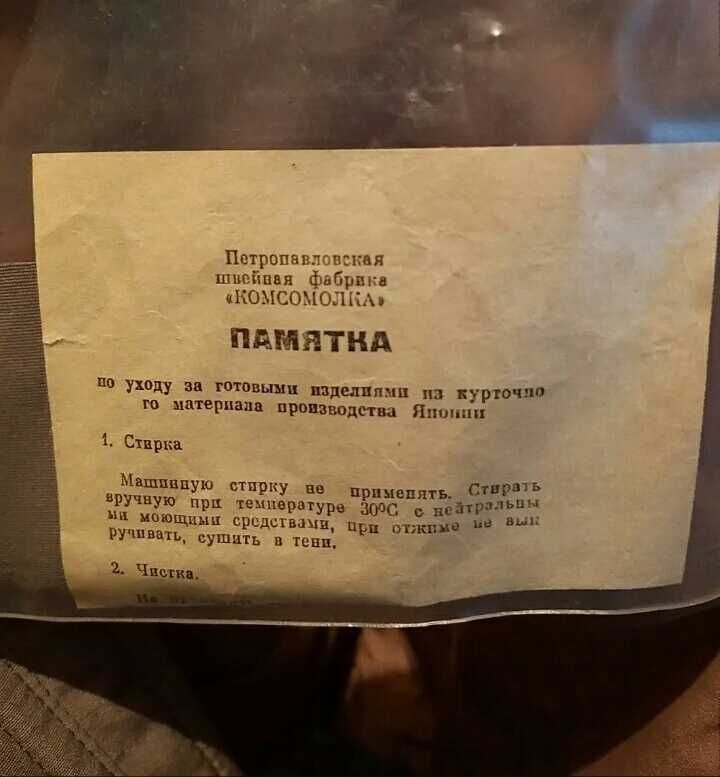 Петропавловская
швейная фабрика
«КОМСОМОЛКА»
ПАМЯТКА
по уходу за готовыми изделиями из курточно
го материала производства Японии
1. Стирка
Машинную стирку не применять. Стирать
вручную при температуре 30°С с нейтральны
ми моющими средствами, при отжиме не вык
ручивать, сушить в тени.
2. Чистка.
Не